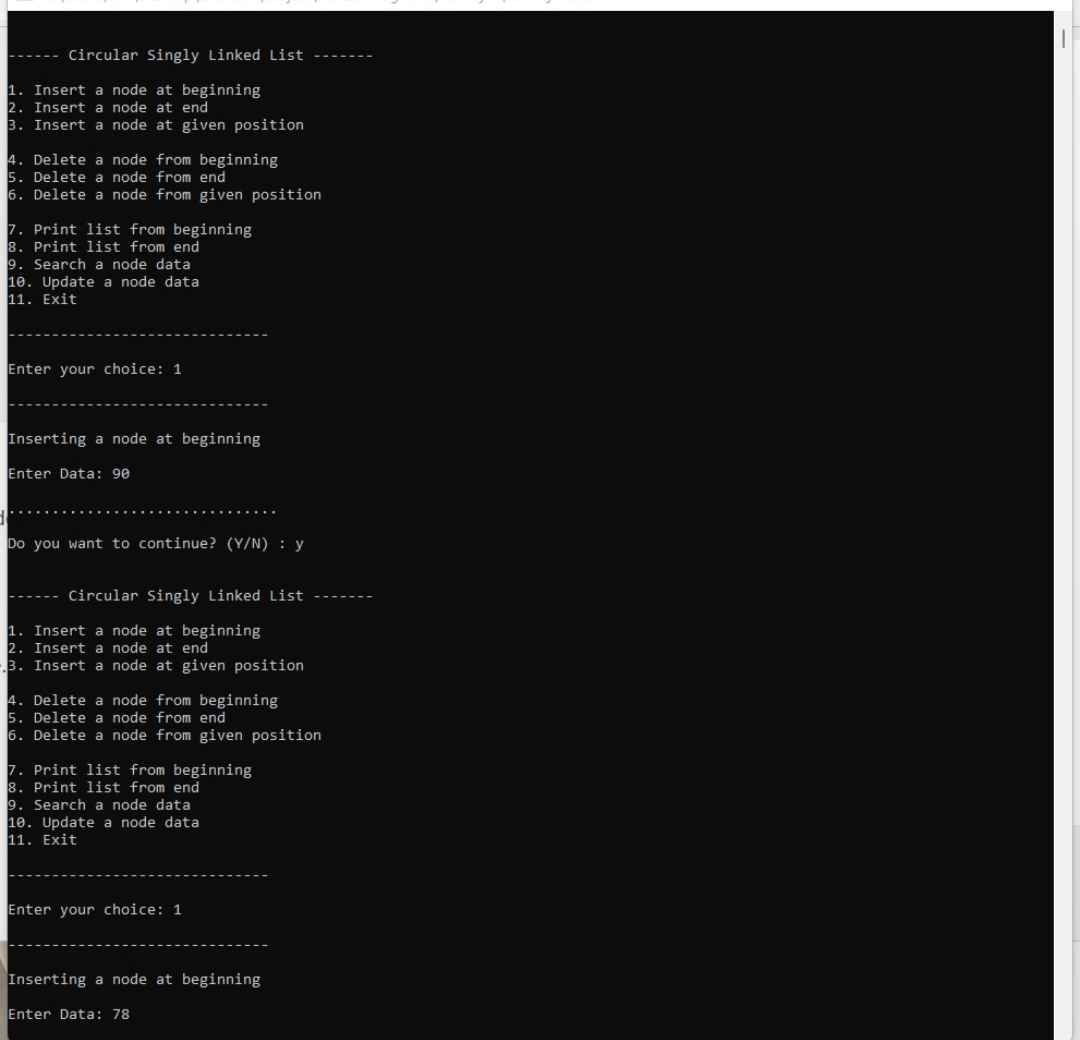 ------ Circular Singly Linked List -------
1. Insert a node at beginning
2. Insert a node at end
3. Insert a node at given position
4. Delete a node from beginning
5. Delete a node from end
6. Delete a node from given position
7. Print list from beginning
8. Print list from end
9. Search a node data
10. Update a node data
11. Exit
------------------------------
Enter your choice: 1
------------------------------
Inserting a node at beginning
Enter Data: 90
...............................
Do you want to continue? (Y/N) : y
------ Circular Singly Linked List -------
1. Insert a node at beginning
2. Insert a node at end
3. Insert a node at given position
4. Delete a node from beginning
5. Delete a node from end
6. Delete a node from given position
7. Print list from beginning
8. Print list from end
9. Search a node data
10. Update a node data
11. Exit
------------------------------
Enter your choice: 1
------------------------------
Inserting a node at beginning
Enter Data: 78